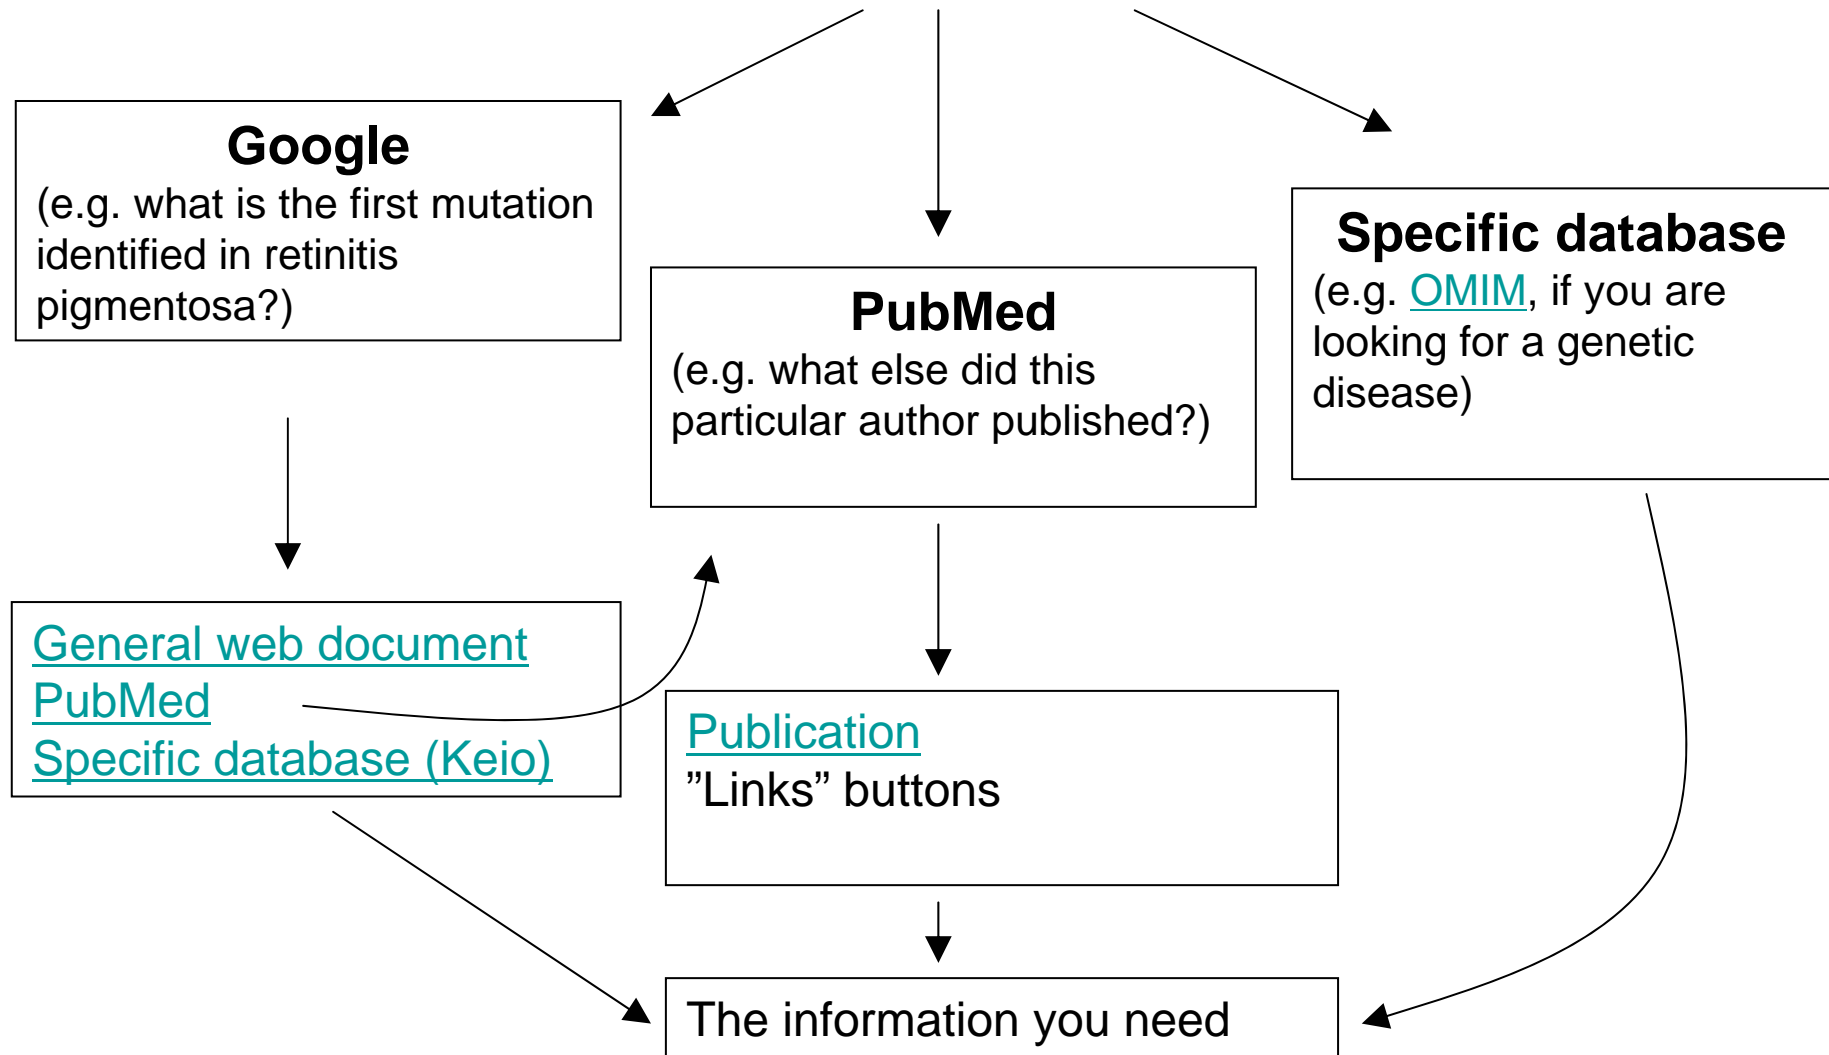 Google
(e.g. what is the first mutation
identified in retinitis
pigmentosa?)
PubMed
(e.g. what else did this
particular author published?)
Specific database
(e.g. OMIM, if you are
looking for a genetic
disease)
General web document
PubMed
Specific database (Keio)
Publication
”Links” buttons
The information you need